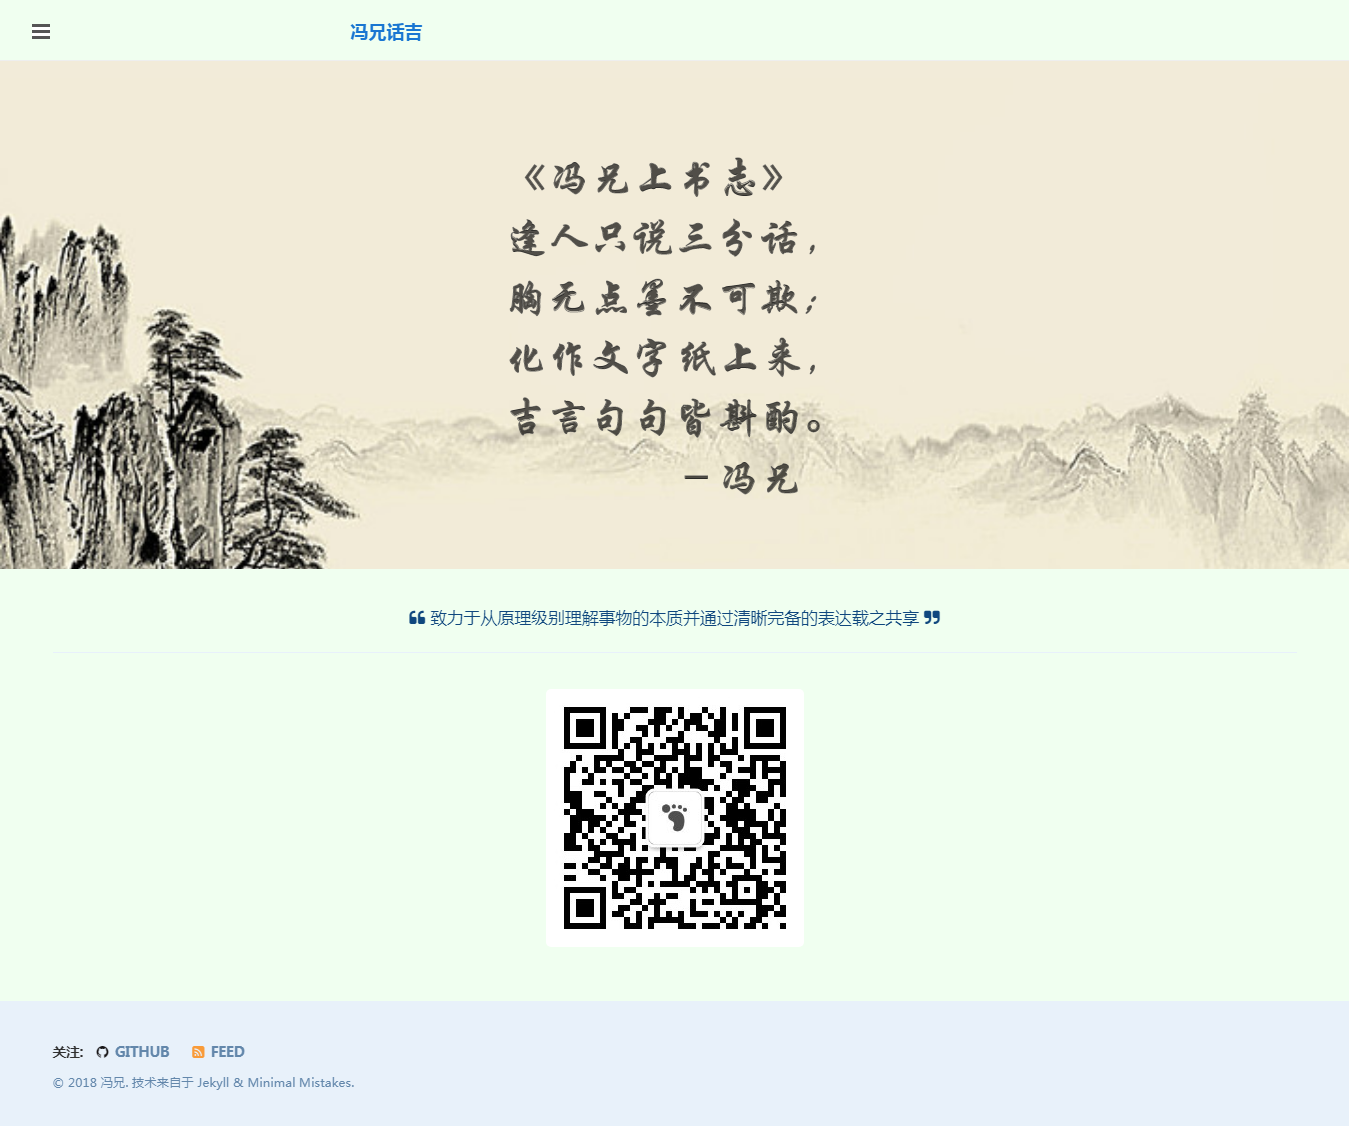 冯兄话吉
《冯兄上书志》
逢人只说三分话，
胸无点墨不可欺；
化作文字纸上来，
吉言句句皆斟酌。
— 冯兄
致力于从原理级别理解事物的本质并通过清晰完备的表达载之共享
关注: GITHUB FEED
© 2018 冯兄. 技术来自于 Jekyll & Minimal Mistakes.